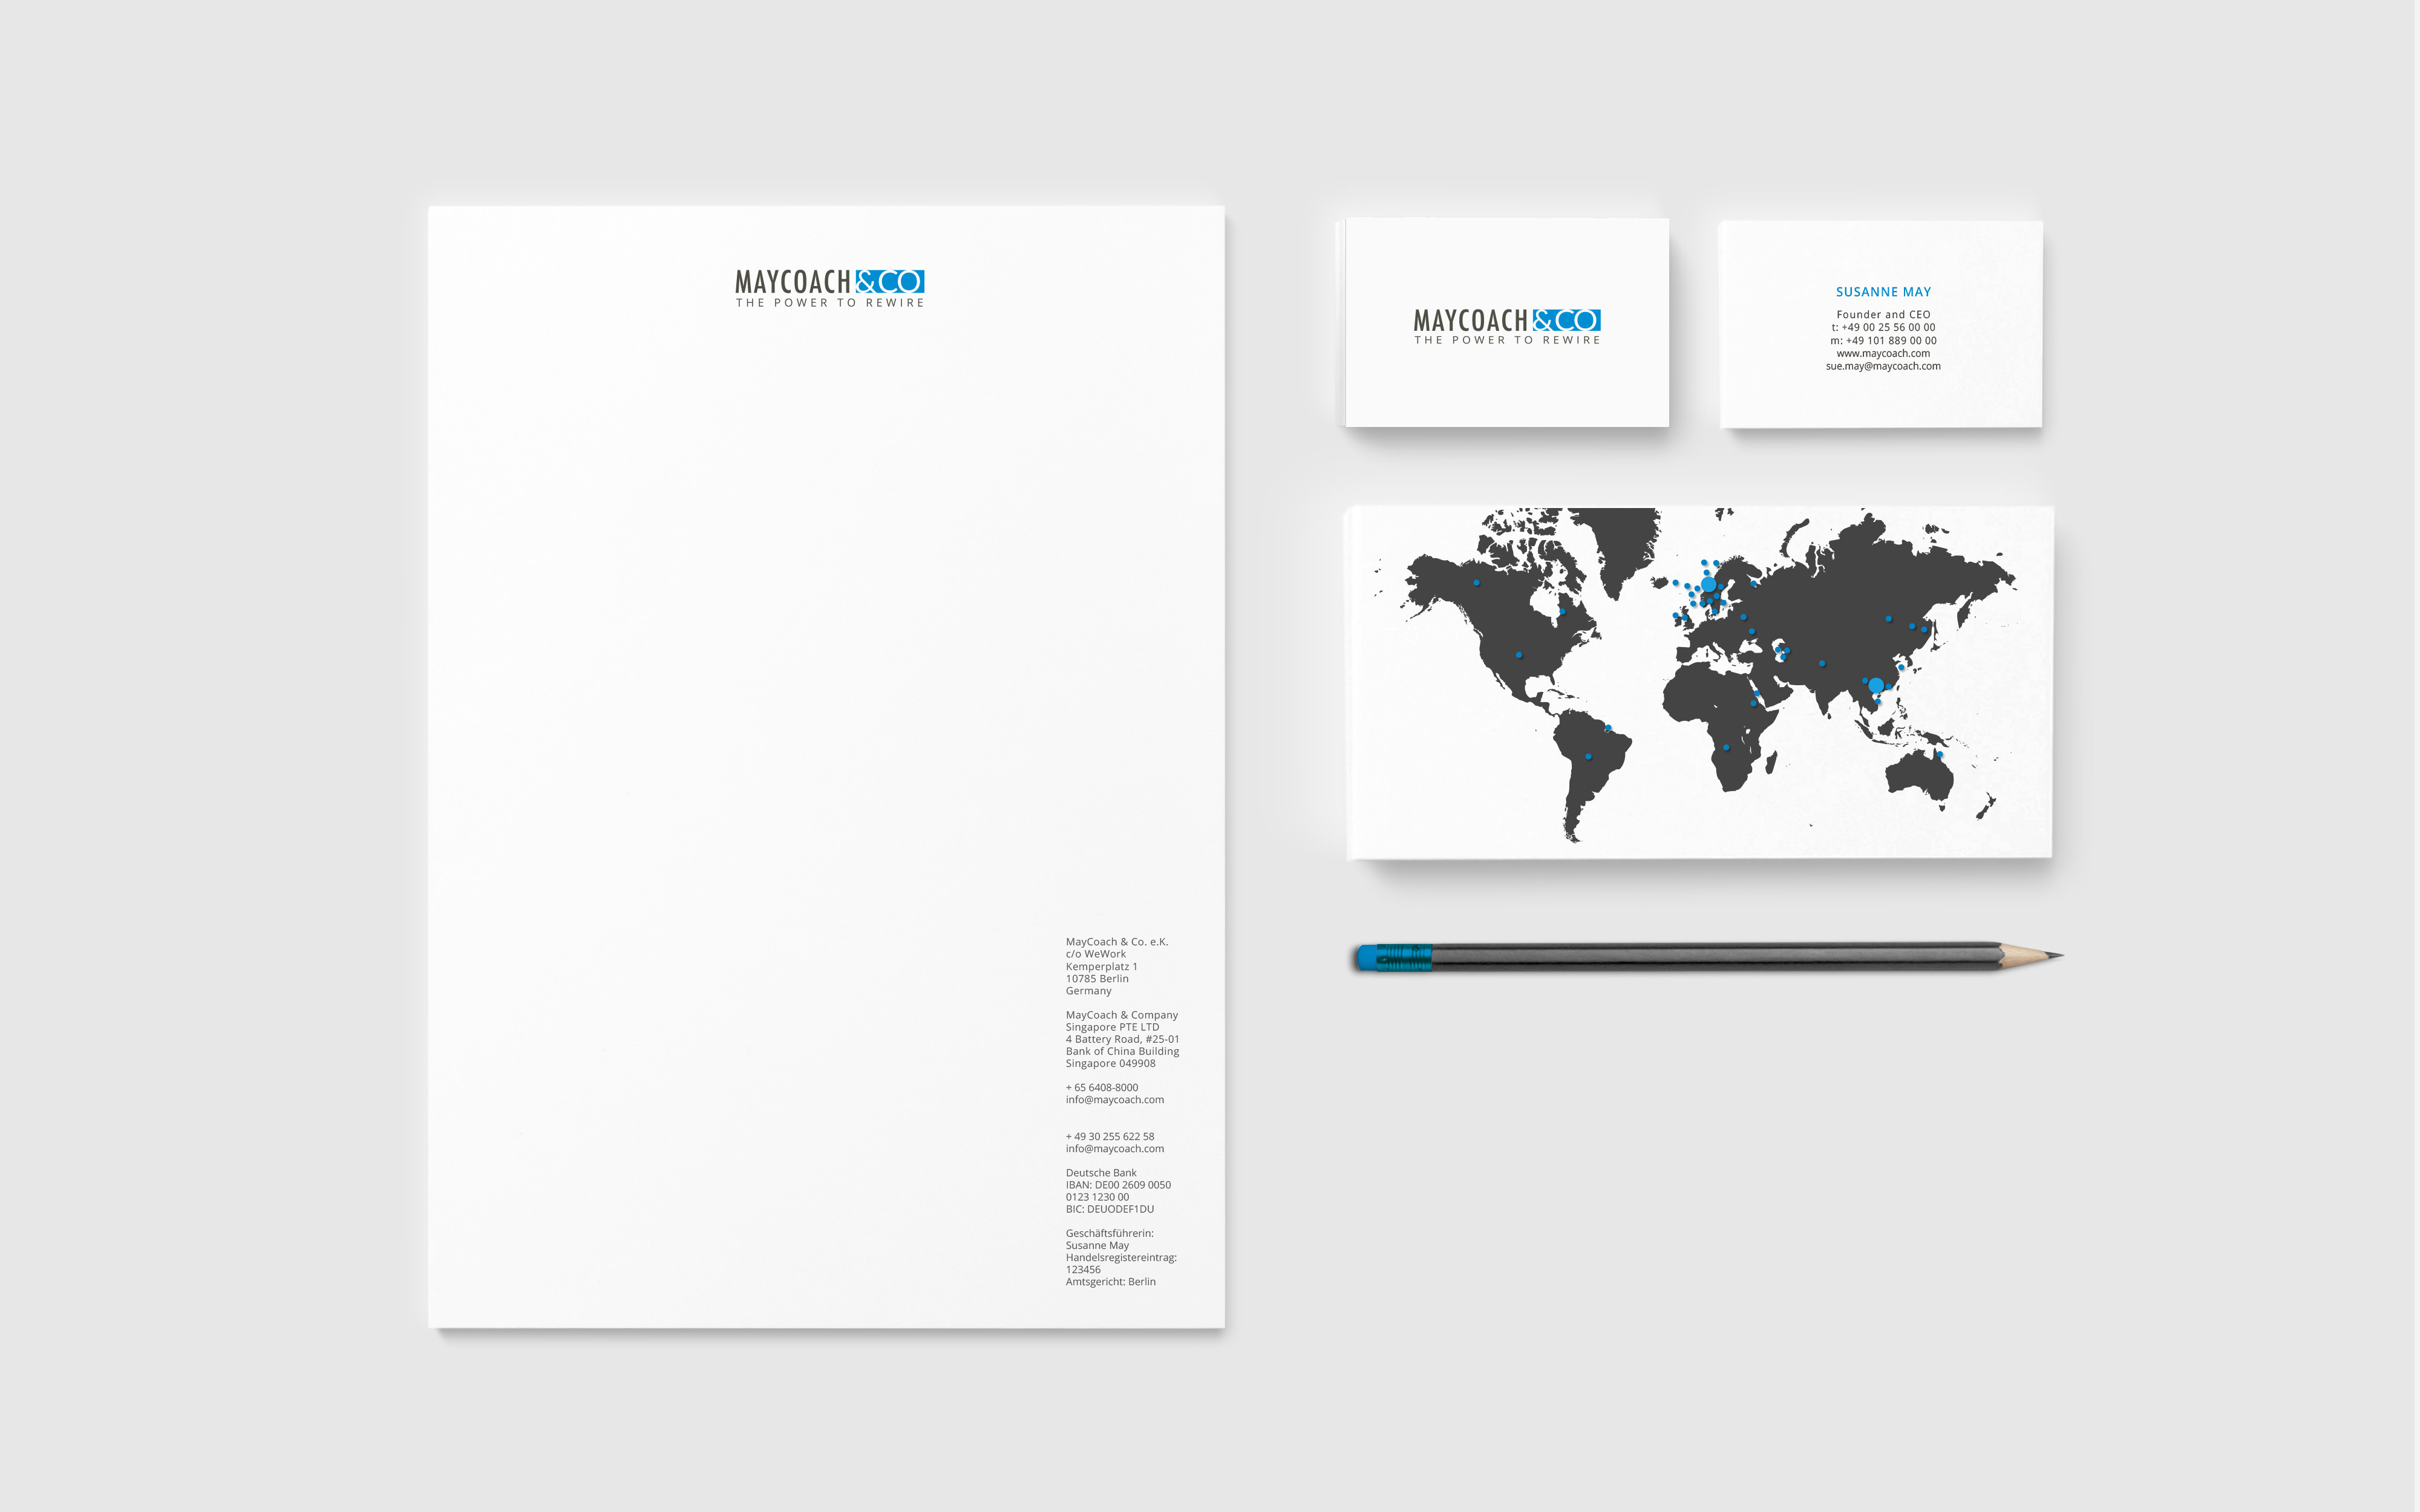 MAYCOACH &CO
THE POWER TO REWIRE
MayCoach & Co. e.K.
c/o WeWork
Kemperplatz 1
10785 Berlin
Germany
MayCoach & Company
Singapore PTE LTD
4 Battery Road, #25-01
Bank of China Building
Singapore 049908
+ 65 6408-8000
info@maycoach.com
+ 49 30 255 622 58
info@maycoach.com
Deutsche Bank
IBAN: DE00 2609 0050
0123 1230 00
BIC: DEUODEF1DU
Geschäftsführerin:
Susanne May
Handelsregistereintrag:
123456
Amtsgericht: Berlin
MAYCOACH &CO
THE POWER TO REWIRE
SUSANNE MAY
Founder and CEO
t: +49 00 25 56 00 00
m: +49 101 889 00 00
www.maycoach.com
sue.may@maycoach.com